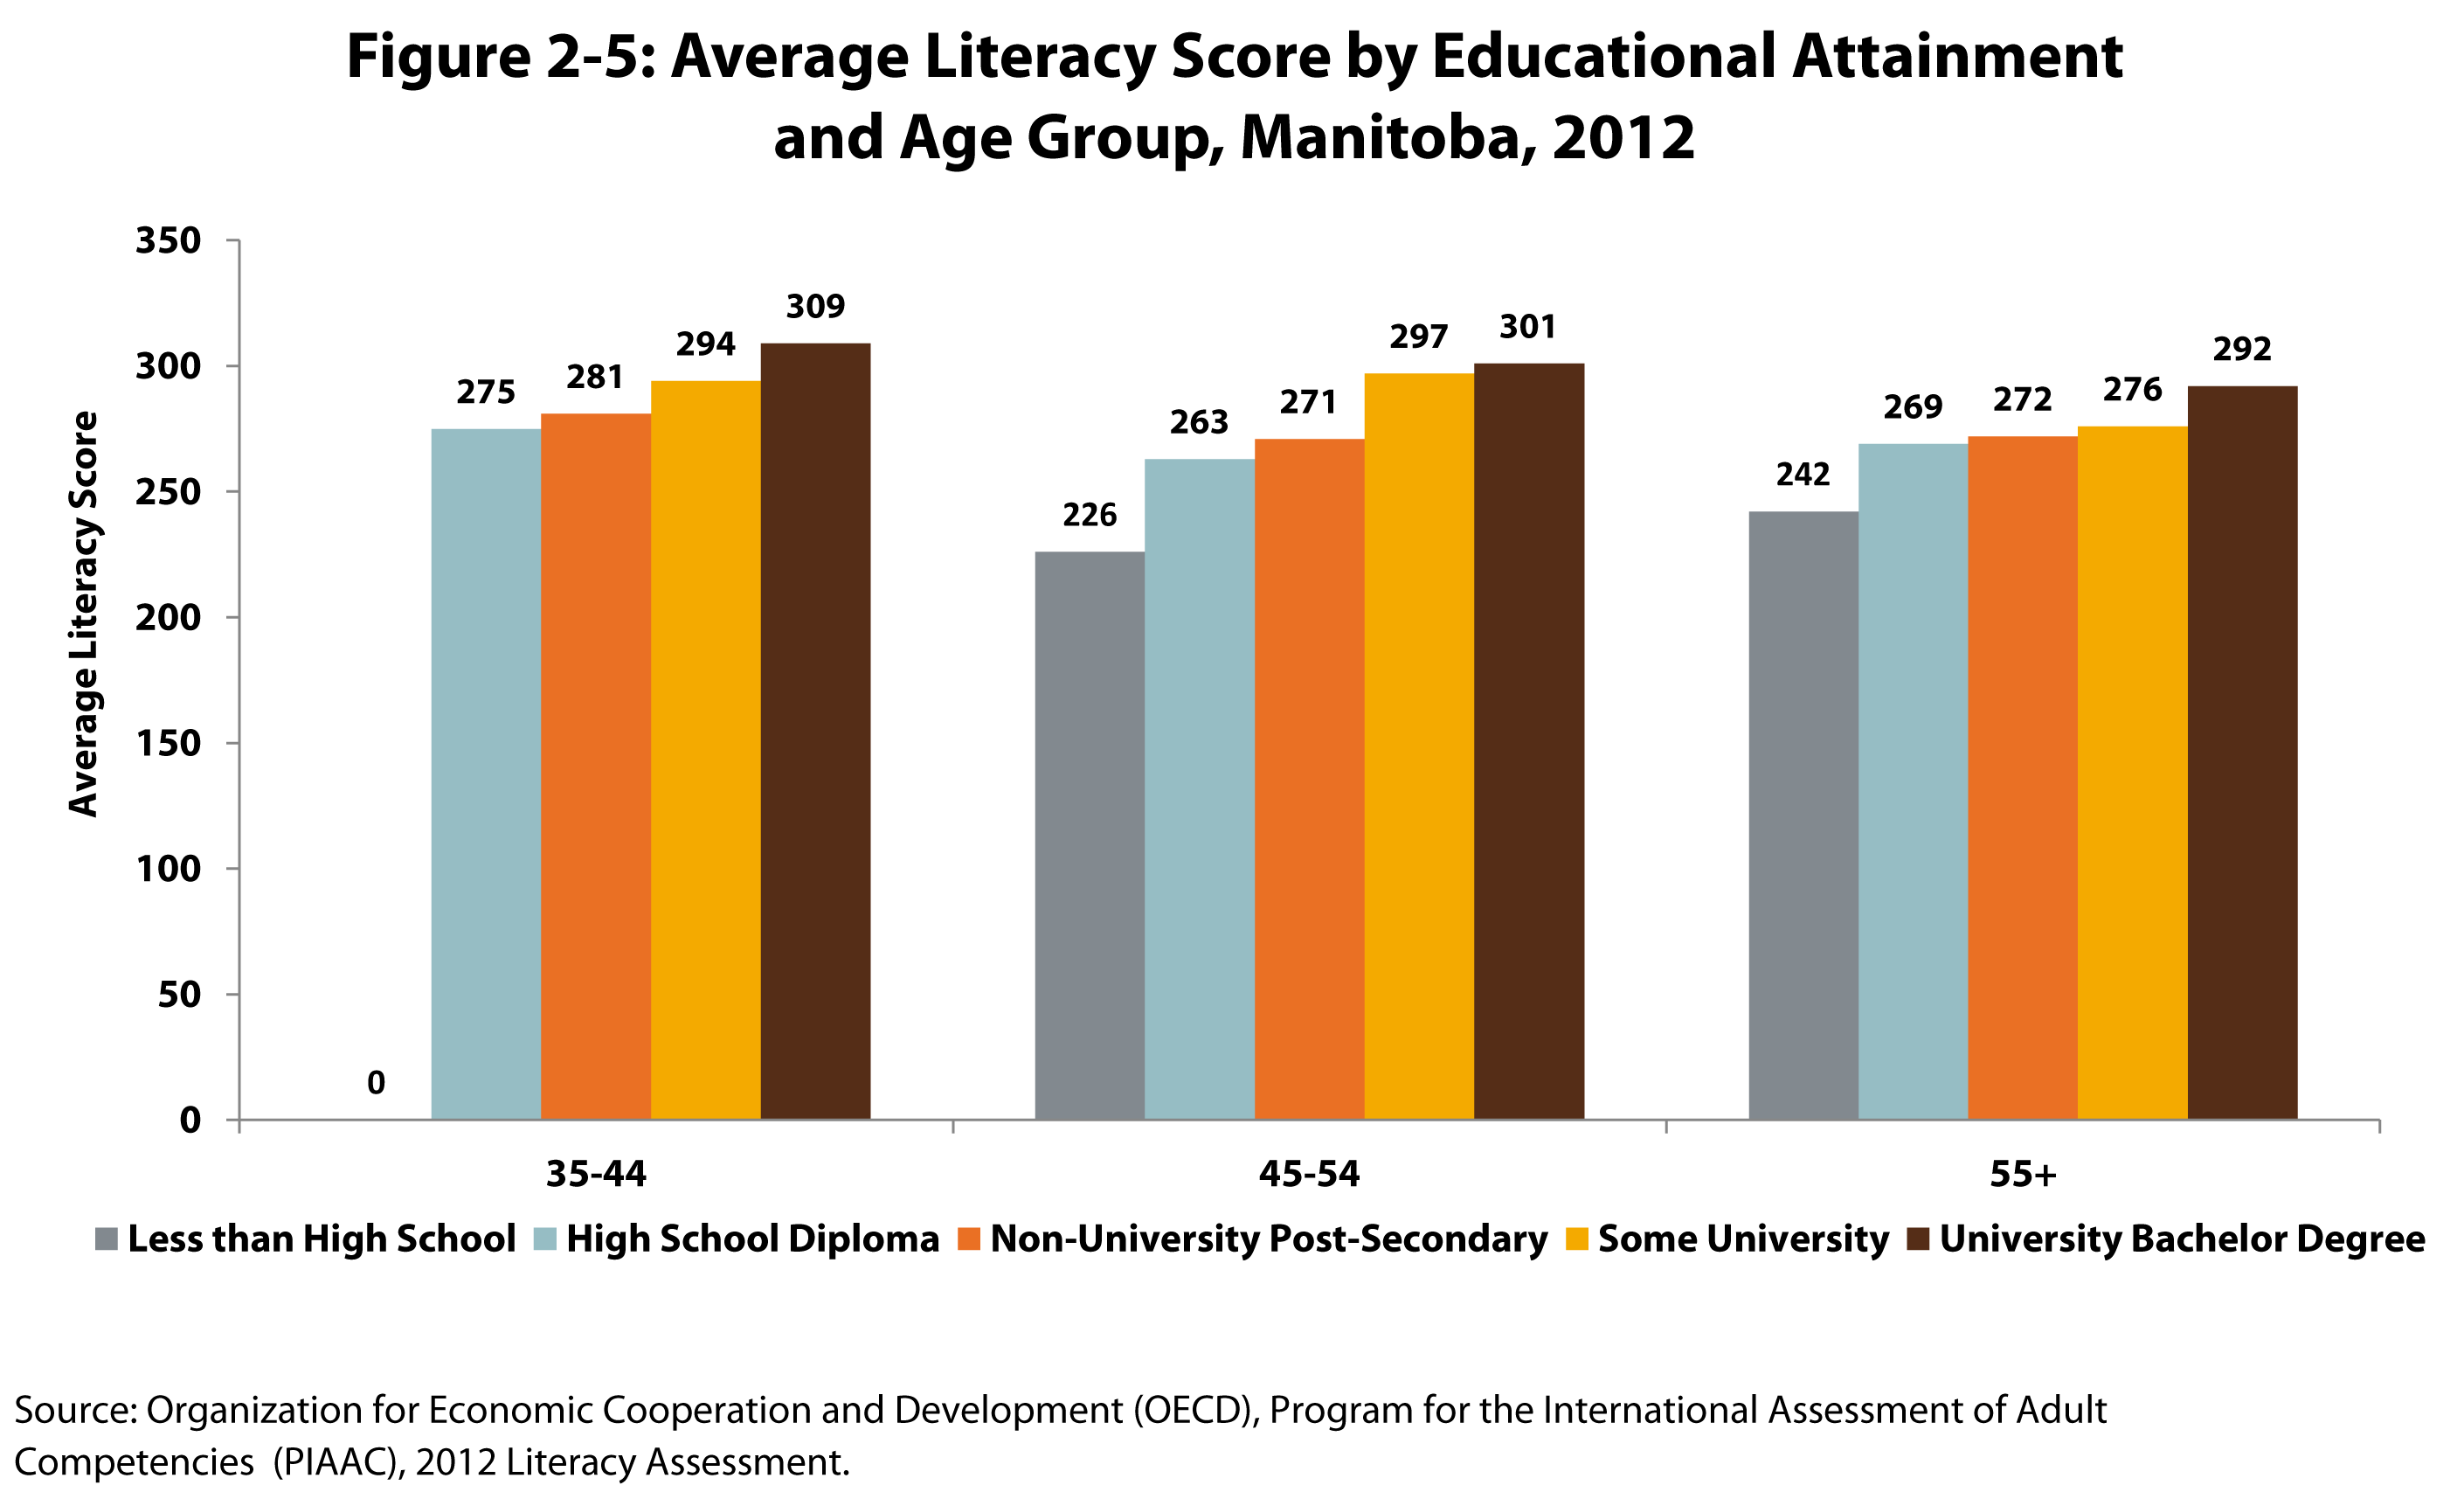 Figure 2-5: Average Literacy Score by Educational Attainment
and Age Group, Manitoba, 2012
Average Literacy Score
350
300
250
200
150
100
50
0
0
275
281
294
309
226
263
271
297
301
242
269
272
276
292
35-44
45-54
55+
Less than High School
High School Diploma
Non-University Post-Secondary
Some University
University Bachelor Degree
Source: Organization for Economic Cooperation and Development (OECD), Program for the International Assessment of Adult
Competencies  (PIAAC), 2012 Literacy Assessment.